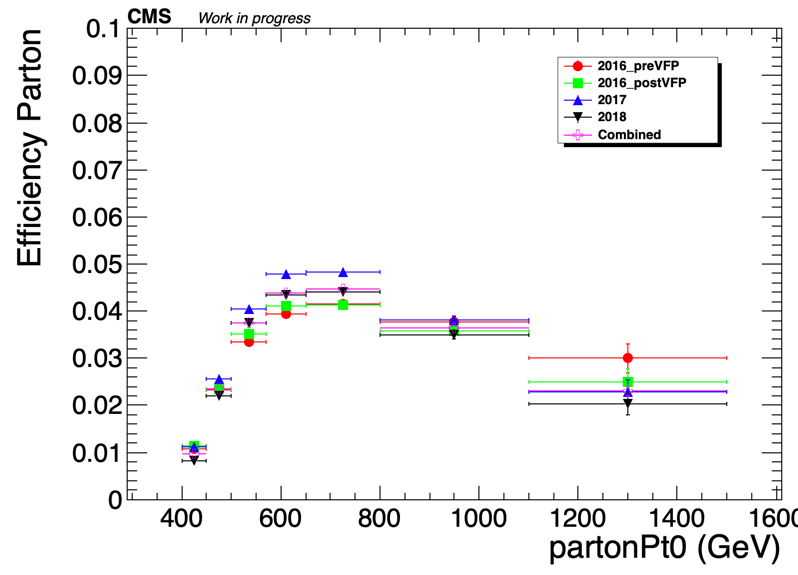 CMS Work in progress
0.1
0.09
0.08
0.07
0.06
0.05
0.04
0.03
0.02
0.01
0
Efficiency Parton
2016_preVFP
2016_postVFP
2017
2018
Combined
400 600 800 1000 1200 1400 1600
partonPt0 (GeV)